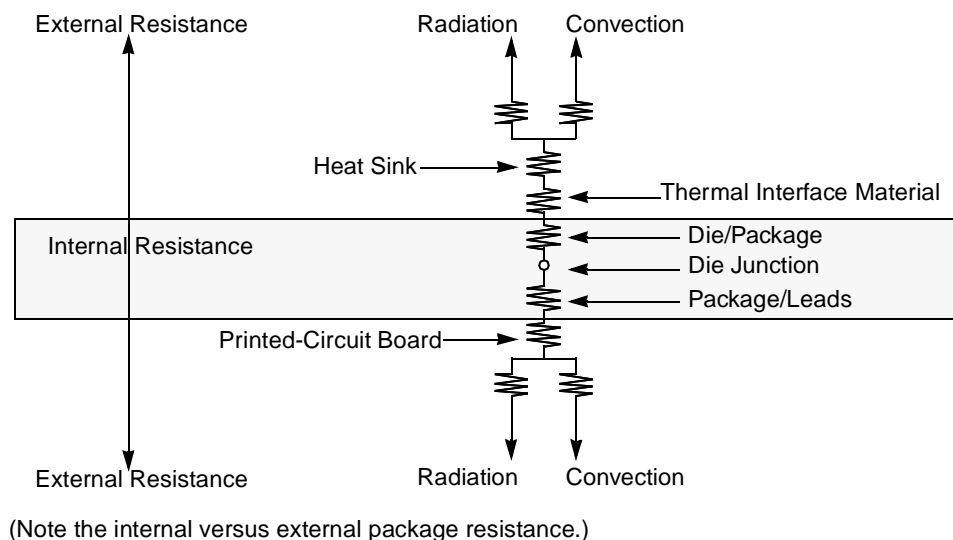 External Resistance
Radiation
Convection
Heat Sink
Thermal Interface Material
Internal Resistance
Die/Package
Die Junction
Package/Leads
Printed-Circuit Board
External Resistance
Radiation
Convection
(Note the internal versus external package resistance.)